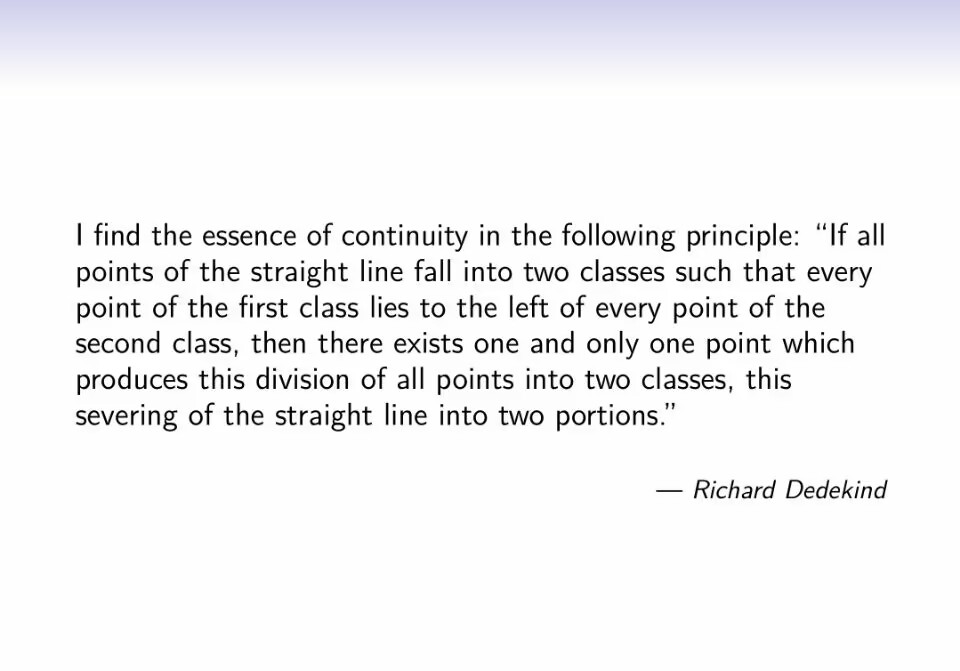 I find the essence of continuity in the following principle: “If all
points of the straight line fall into two classes such that every
point of the first class lies to the left of every point of the
second class, then there exists one and only one point which
produces this division of all points into two classes, this
severing of the straight line into two portions.”
— Richard Dedekind